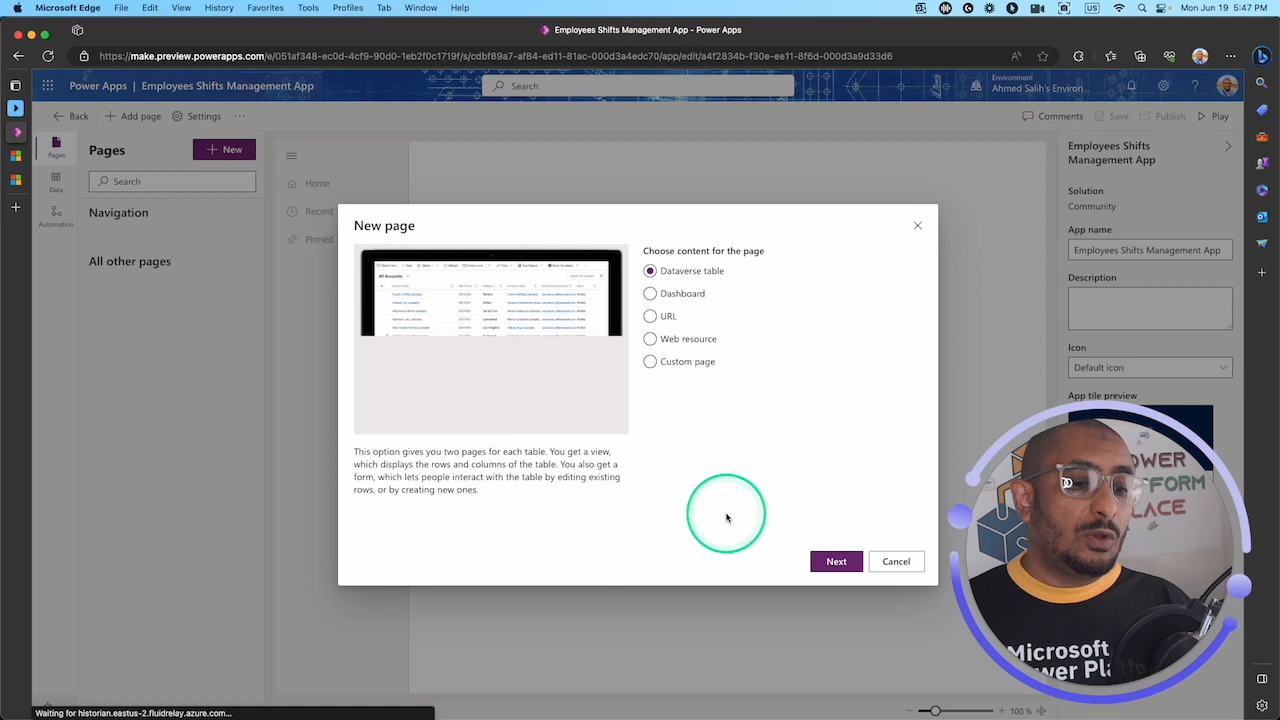 Microsoft Edge File Edit View History Favorites Tools Profiles Tab Window Help
US Mon Jun 19 5:47 PM
Employees Shifts Management App - Power Apps
https://make.preview.powerapps.com/e/051af348-ec0d-4cf9-90d0-1eb2f0c1719f/s/cdbf89a7-af84-ed11-81ac-000d3a4edc70/app/edit/a4f2834b-f30e-ee11-8f6d-000d3a9d33d6
Power Apps | Employees Shifts Management App
Search
Environment
Ahmed Salih's Environ...
Back
Add page
Settings
Comments
Save
Publish
Play
Pages
Data
Automation
Pages
New
Search
Navigation
All other pages
Home
Recent
Pinned
New page
All Accounts
This option gives you two pages for each table. You get a view,
which displays the rows and columns of the table. You also get a
form, which lets people interact with the table by editing existing
rows, or by creating new ones.
Choose content for the page
Dataverse table
Dashboard
URL
Web resource
Custom page
Next
Cancel
Employees Shifts
Management App
Solution
Community
App name
Employees Shifts Management App
Description
Icon
Default icon
App tile preview
POWER
TFORM
LACE
Microsoft
ower Platfo
100 %
Waiting for historian.eastus-2.fluidrelay.azure.com...